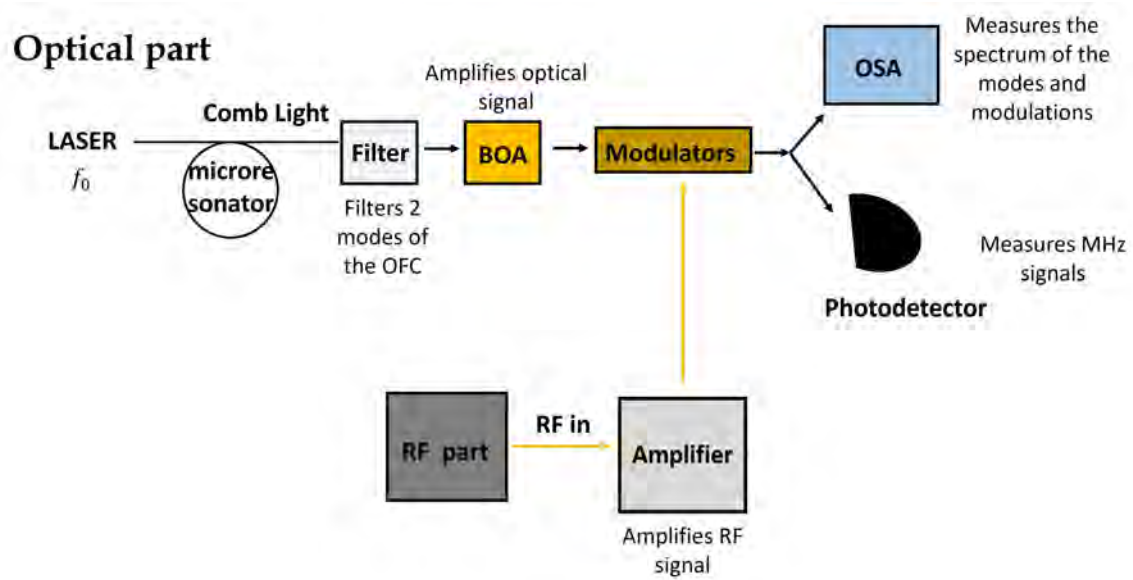 Optical part
LASER
f₀
Comb Light
microre
sonator
Filter
Filters 2
modes of
the OFC
Amplifies optical
signal
BOA
Modulators
OSA
Measures the
spectrum of the
modes and
modulations
Photodetector
Measures MHz
signals
RF part
RF in
Amplifier
Amplifies RF
signal